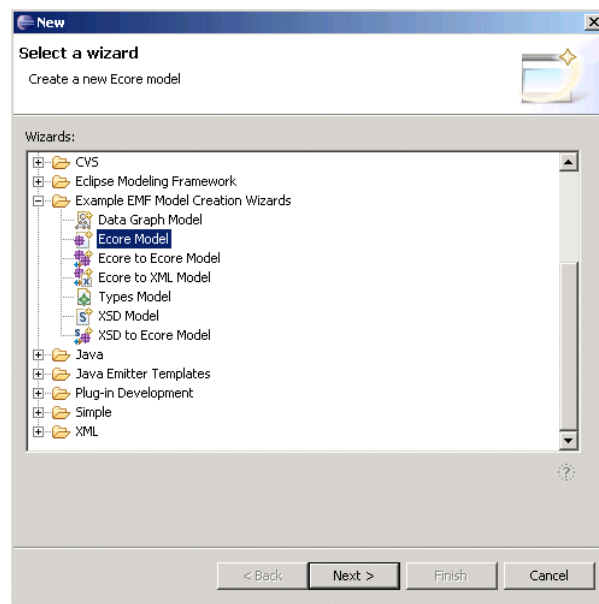 New
Select a wizard
Create a new Ecore model
Wizards:
CVS
Eclipse Modeling Framework
Example EMF Model Creation Wizards
Data Graph Model
Ecore Model
Ecore to Ecore Model
Ecore to XML Model
Types Model
XSD Model
XSD to Ecore Model
Java
Java Emitter Templates
Plug-in Development
Simple
XML
< Back Next > Finish Cancel